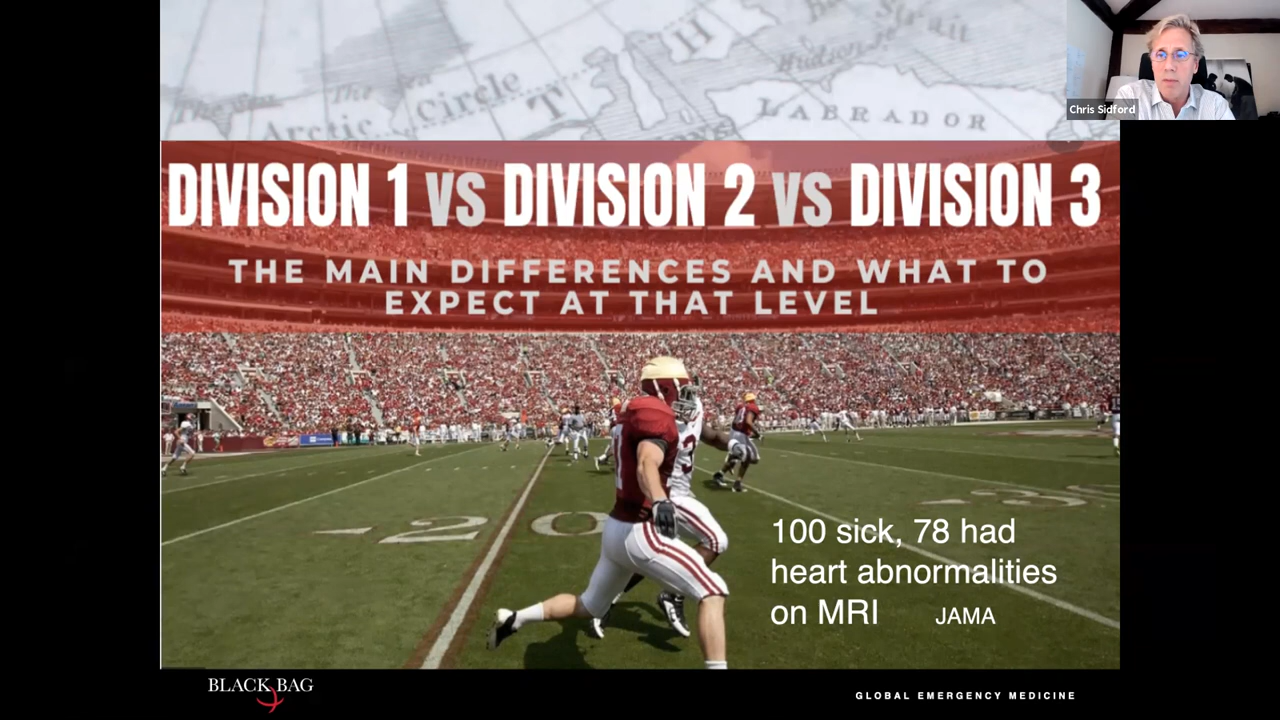 Strait
Hudson
Circle
T
H
Arctic
LABRADOR
Chris Sidford
DIVISION 1 VS DIVISION 2 VS DIVISION 3
THE MAIN DIFFERENCES AND WHAT TO
EXPECT AT THAT LEVEL
-20
100 sick, 78 had
heart abnormalities
on MRI JAMA
BLACK BAG
GLOBAL EMERGENCY MEDICINE